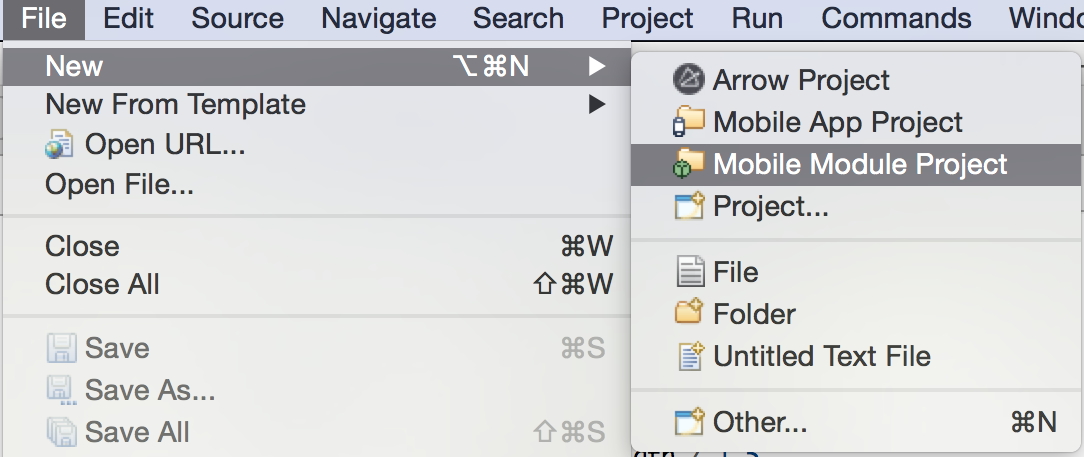 File Edit Source Navigate Search Project Run Commands
New ⌥⌘N ▶
New From Template ▶
Open URL...
Open File...
Close ⌘W
Close All ⇧⌘W
Save ⌘S
Save As...
Save All ⇧⌘S
Arrow Project
Mobile App Project
Mobile Module Project
Project...
File
Folder
Untitled Text File
Other... ⌘N